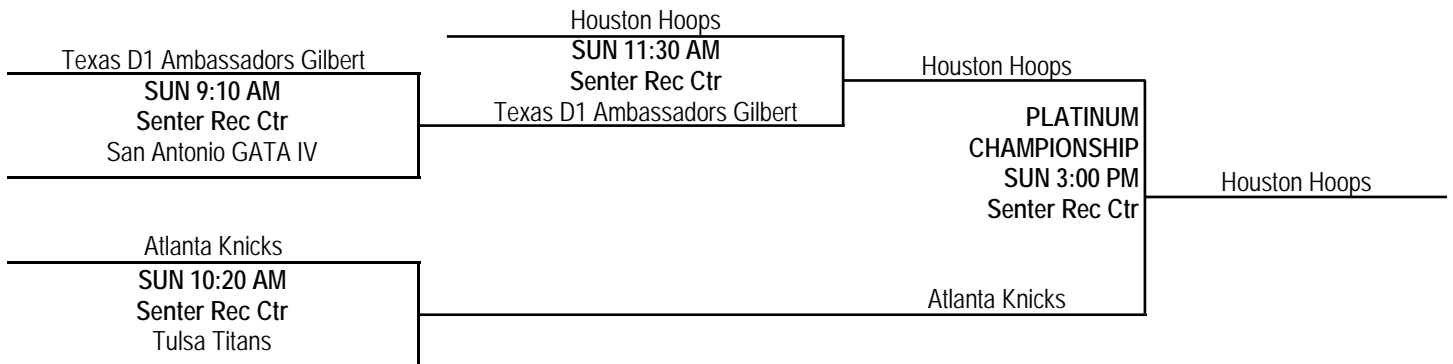 Houston Hoops
Texas D1 Ambassadors Gilbert
SUN 11:30 AM
SUN 9:10 AM
Senter Rec Ctr
Houston Hoops
Senter Rec Ctr
Texas D1 Ambassadors Gilbert
San Antonio GATA IV
PLATINUM
CHAMPIONSHIP
SUN 3:00 PM
Senter Rec Ctr
Houston Hoops
Atlanta Knicks
SUN 10:20 AM
Senter Rec Ctr
Tulsa Titans
Atlanta Knicks